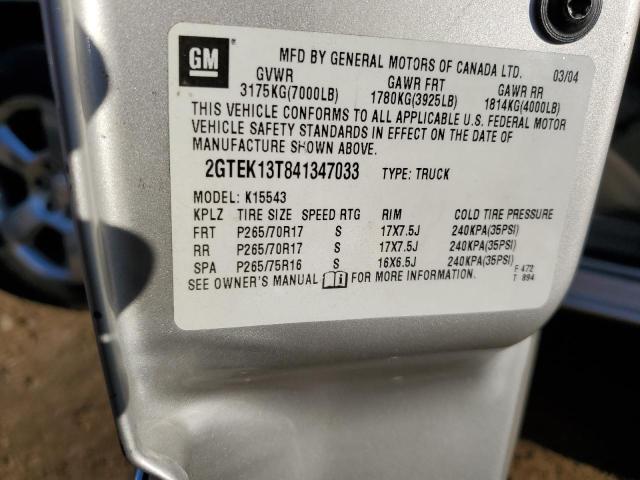 GM
MFD BY GENERAL MOTORS OF CANADA LTD. 03/04
GVWR GAWR FRT GAWR RR
3175KG(7000LB) 1780KG(3925LB) 1814KG(4000LB)
THIS VEHICLE CONFORMS TO ALL APPLICABLE U.S. FEDERAL MOTOR
VEHICLE SAFETY STANDARDS IN EFFECT ON THE DATE OF
MANUFACTURE SHOWN ABOVE.
2GTEK13T841347033 TYPE: TRUCK
MODEL: K15543
KPLZ TIRE SIZE SPEED RTG RIM COLD TIRE PRESSURE
FRT P265/70R17 S 17X7.5J 240KPA(35PSI)
RR P265/70R17 S 17X7.5J 240KPA(35PSI)
SPA P265/75R16 S 16X6.5J 240KPA(35PSI)
SEE OWNER'S MANUAL FOR MORE INFORMATION.
F 472
T 894